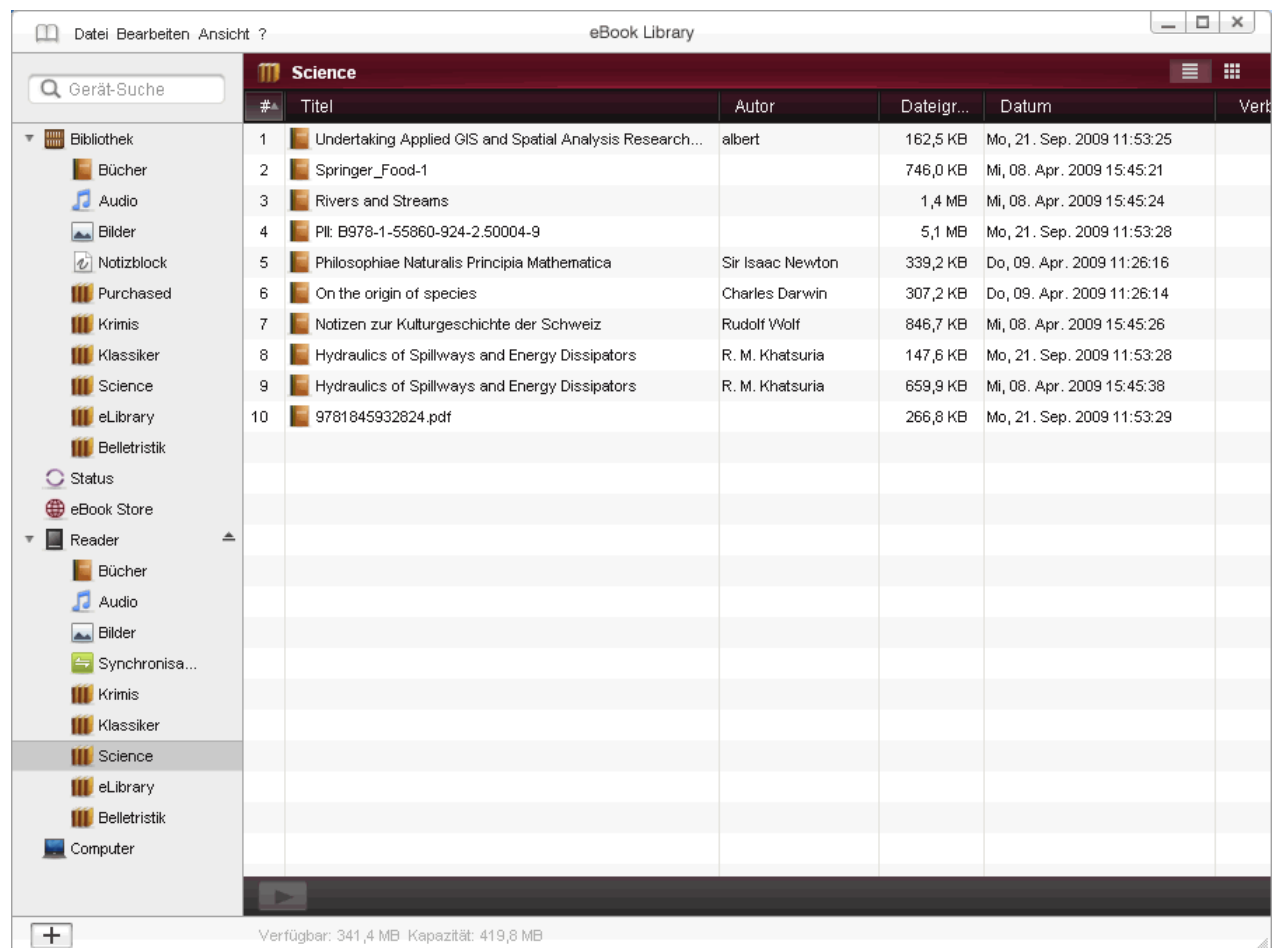 Datei Bearbeiten Ansicht ?
eBook Library
Gerät-Suche
Bibliothek
Bücher
Audio
Bilder
Notizblock
Purchased
Krimis
Klassiker
Science
eLibrary
Belletristik
Status
eBook Store
Reader
Bücher
Audio
Bilder
Synchronisa...
Krimis
Klassiker
Science
eLibrary
Belletristik
Computer
Science
# Titel Autor Dateigr... Datum Verb
1 Undertaking Applied GIS and Spatial Analysis Research... albert 162,5 KB Mo, 21. Sep. 2009 11:53:25
2 Springer_Food-1 746,0 KB Mi, 08. Apr. 2009 15:45:21
3 Rivers and Streams 1,4 MB Mi, 08. Apr. 2009 15:45:24
4 PII: B978-1-55860-924-2.50004-9 5,1 MB Mo, 21. Sep. 2009 11:53:28
5 Philosophiae Naturalis Principia Mathematica Sir Isaac Newton 339,2 KB Do, 09. Apr. 2009 11:26:16
6 On the origin of species Charles Darwin 307,2 KB Do, 09. Apr. 2009 11:26:14
7 Notizen zur Kulturgeschichte der Schweiz Rudolf Wolf 846,7 KB Mi, 08. Apr. 2009 15:45:26
8 Hydraulics of Spillways and Energy Dissipators R. M. Khatsuria 147,6 KB Mo, 21. Sep. 2009 11:53:28
9 Hydraulics of Spillways and Energy Dissipators R. M. Khatsuria 659,9 KB Mi, 08. Apr. 2009 15:45:38
10 9781845932824.pdf 266,8 KB Mo, 21. Sep. 2009 11:53:29
Verfügbar: 341,4 MB Kapazität: 419,8 MB